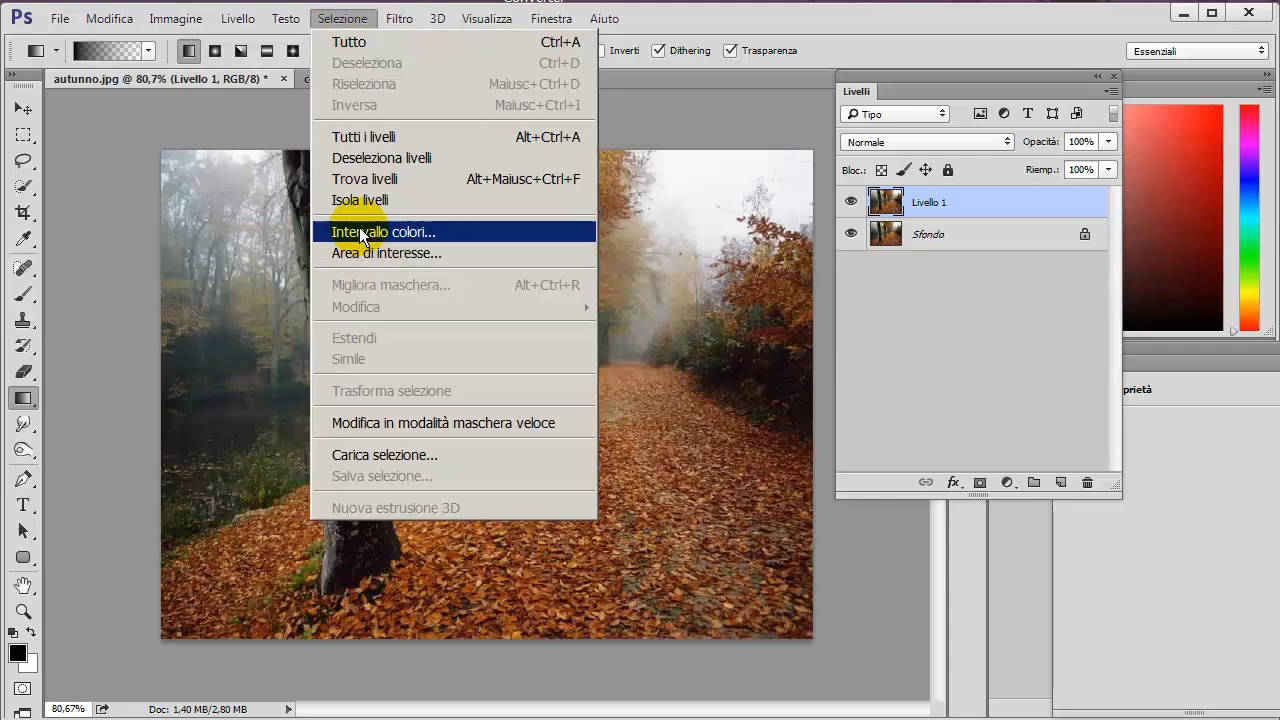 Ps File Modifica Immagine Livello Testo Selezione Filtro 3D Visualizza Finestra Aiuto
Inverti Dithering Trasparenza Essenziali
autunno.jpg @ 80,7% (Livello 1, RGB/8) *
Tutto Ctrl+A
Deseleziona Ctrl+D
Riseleziona Maiusc+Ctrl+D
Inversa Maiusc+Ctrl+I
Tutti i livelli Alt+Ctrl+A
Deseleziona livelli
Trova livelli Alt+Maiusc+Ctrl+F
Isola livelli
Intervallo colori...
Area di interesse...
Migliora maschera... Alt+Ctrl+R
Modifica
Estendi
Simile
Trasforma selezione
Modifica in modalità maschera veloce
Carica selezione...
Salva selezione...
Nuova estrusione 3D
Livelli
Tipo
Normale Opacità: 100%
Bloc.: Riemp.: 100%
Livello 1
Sfondo
fx
prietà
80,67% Doc: 1,40 MB/2,80 MB